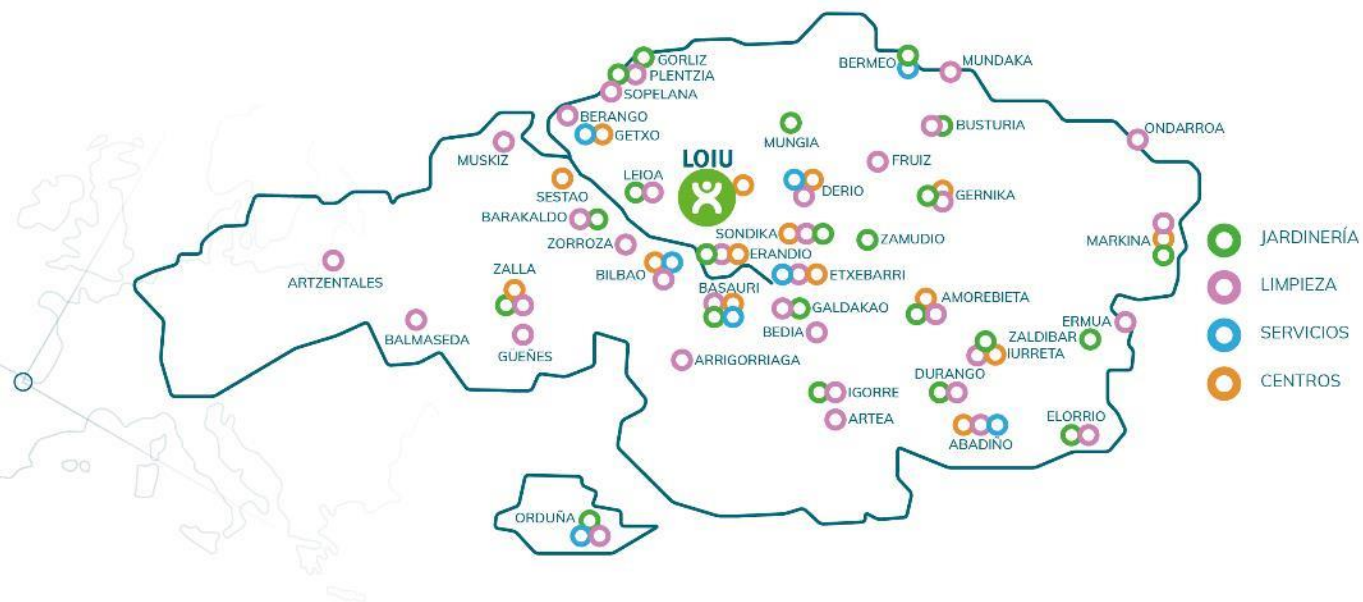 GORLIZ
PLENTZIA
SOPELANA
BERANGO
GETXO
MUSKIZ
BERMEO
MUNDAKA
MUNGIA
BUSTURIA
ONDARROA
FRUIZ
LOIU
LEIOA
SESTAO
DERIO
GERNIKA
BARAKALDO
SONDIKA
ZAMUDIO
MARKINA
ZORROZA
ERANDIO
BILBAO
ETXEBARRI
ARTZENTALES
ZALLA
BASAURI
AMOREBIETA
GALDAKAO
BEDIA
ERMUA
BALMASEDA
GÜEÑES
ZALDIBAR
IURRETA
ARRIGORRIAGA
DURANGO
IGORRE
ARTEA
ELORRIO
ABADIÑO
ORDUÑA
JARDINERÍA
LIMPIEZA
SERVICIOS
CENTROS